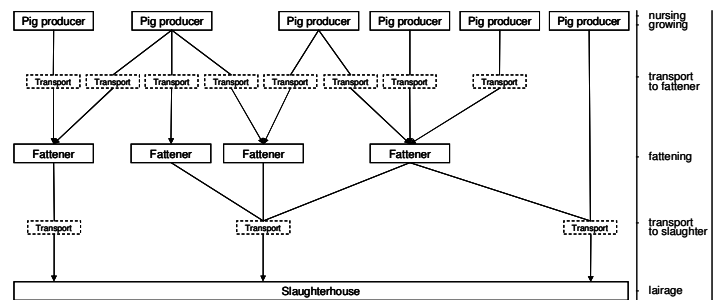 Pig producer Pig producer Pig producer Pig producer Pig producer Pig producer
nursing
growing
Transport Transport Transport Transport Transport Transport Transport Transport
transport
to fattener
Fattener Fattener Fattener Fattener
fattening
Transport Transport Transport
transport
to slaughter
Slaughterhouse
lairage